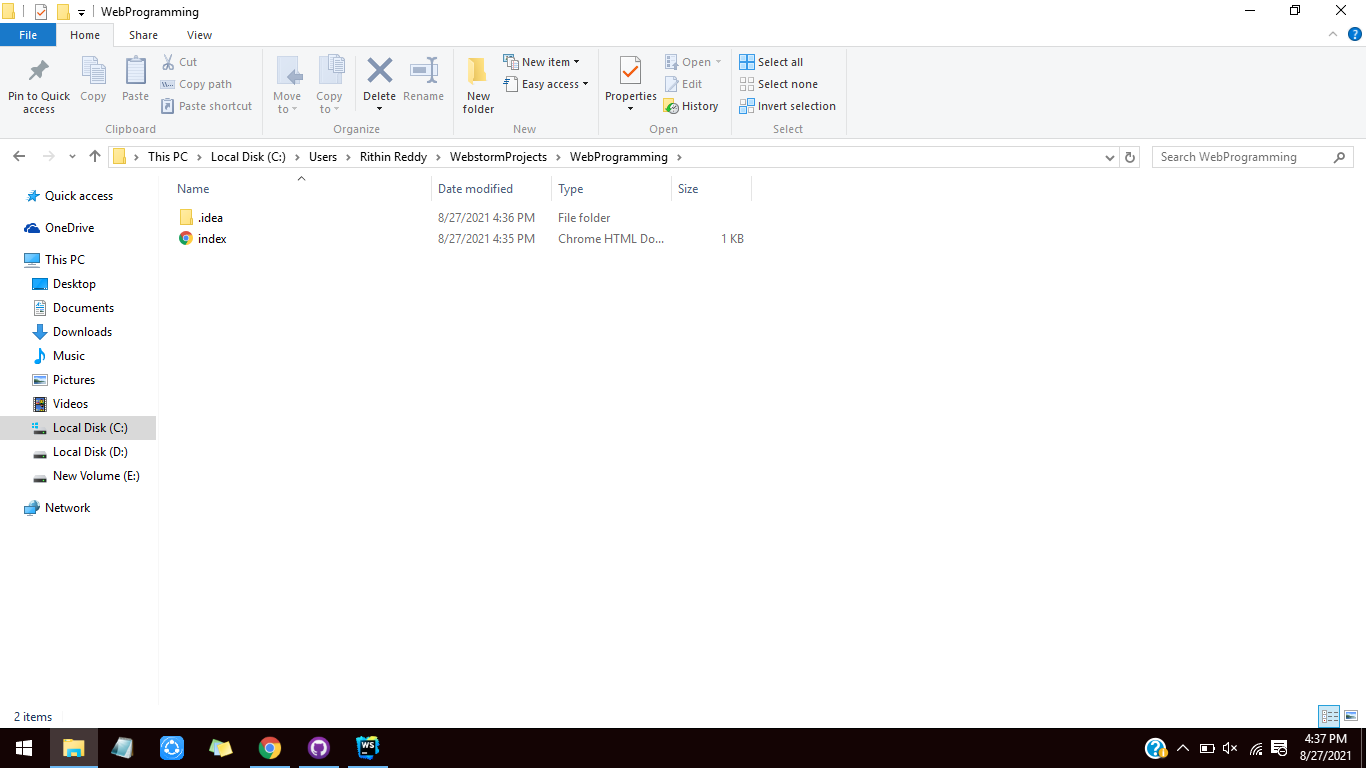 WebProgramming
File Home Share View
Pin to Quick access
Copy
Paste
Cut
Copy path
Paste shortcut
Clipboard
Move to
Copy to
Delete
Rename
Organize
New folder
New item
Easy access
New
Properties
Open
Edit
History
Open
Select all
Select none
Invert selection
Select
This PC > Local Disk (C:) > Users > Rithin Reddy > WebstormProjects > WebProgramming >
Search WebProgramming
Quick access
OneDrive
This PC
Desktop
Documents
Downloads
Music
Pictures
Videos
Local Disk (C:)
Local Disk (D:)
New Volume (E:)
Network
Name Date modified Type Size
.idea 8/27/2021 4:36 PM File folder
index 8/27/2021 4:35 PM Chrome HTML Do... 1 KB
2 items
WS
4:37 PM
8/27/2021